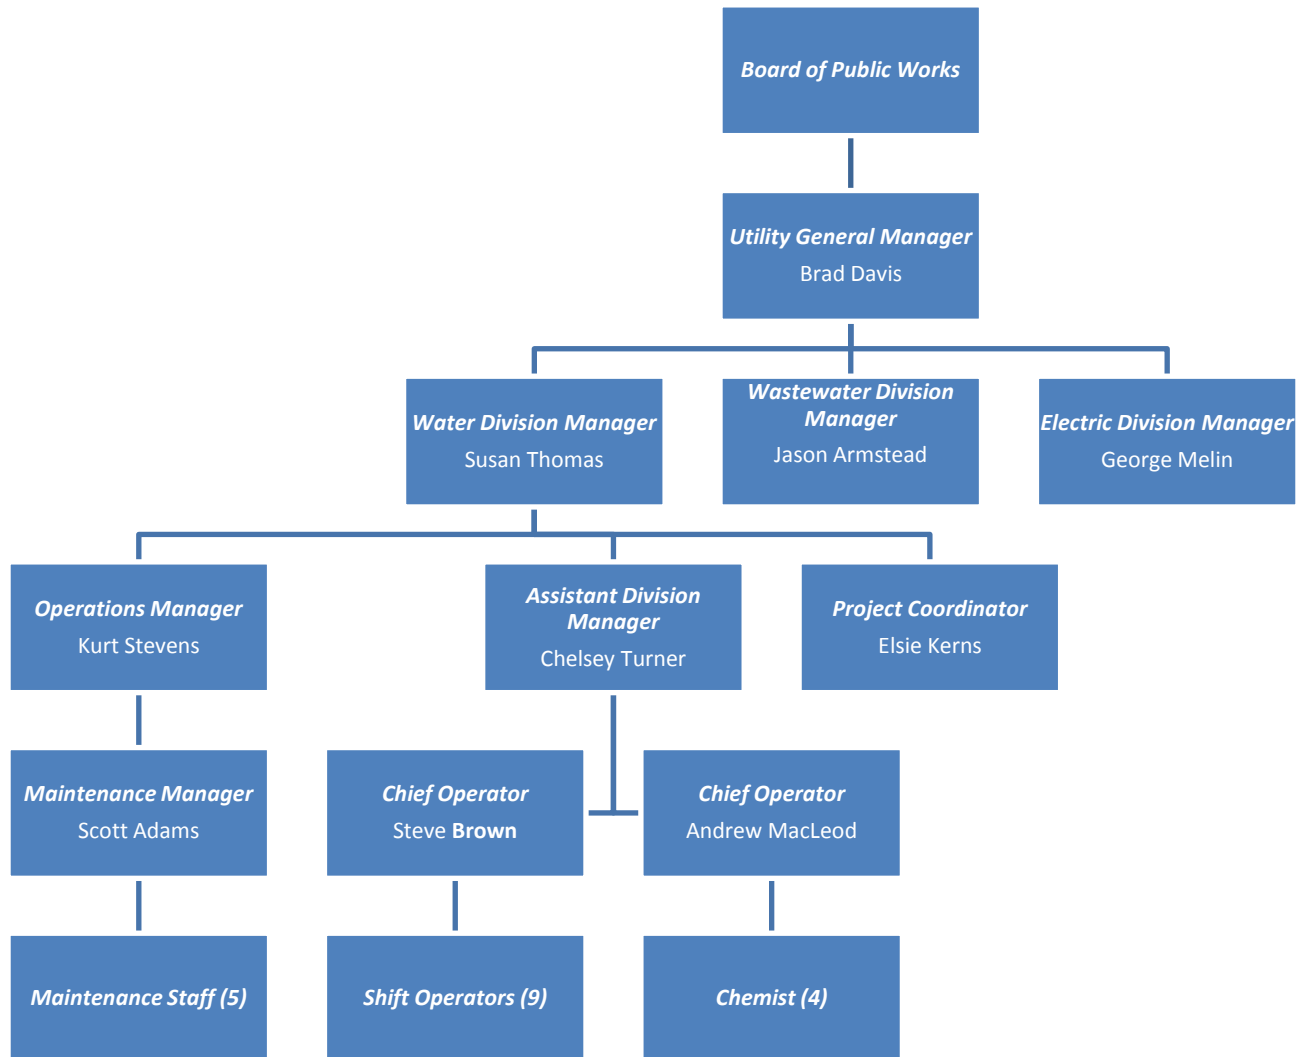 Board of Public Works
Utility General Manager
Brad Davis
Water Division Manager
Susan Thomas
Wastewater Division
Manager
Jason Armstead
Electric Division Manager
George Melin
Operations Manager
Kurt Stevens
Assistant Division
Manager
Chelsey Turner
Project Coordinator
Elsie Kerns
Maintenance Manager
Scott Adams
Chief Operator
Steve Brown
Chief Operator
Andrew MacLeod
Maintenance Staff (5)
Shift Operators (9)
Chemist (4)